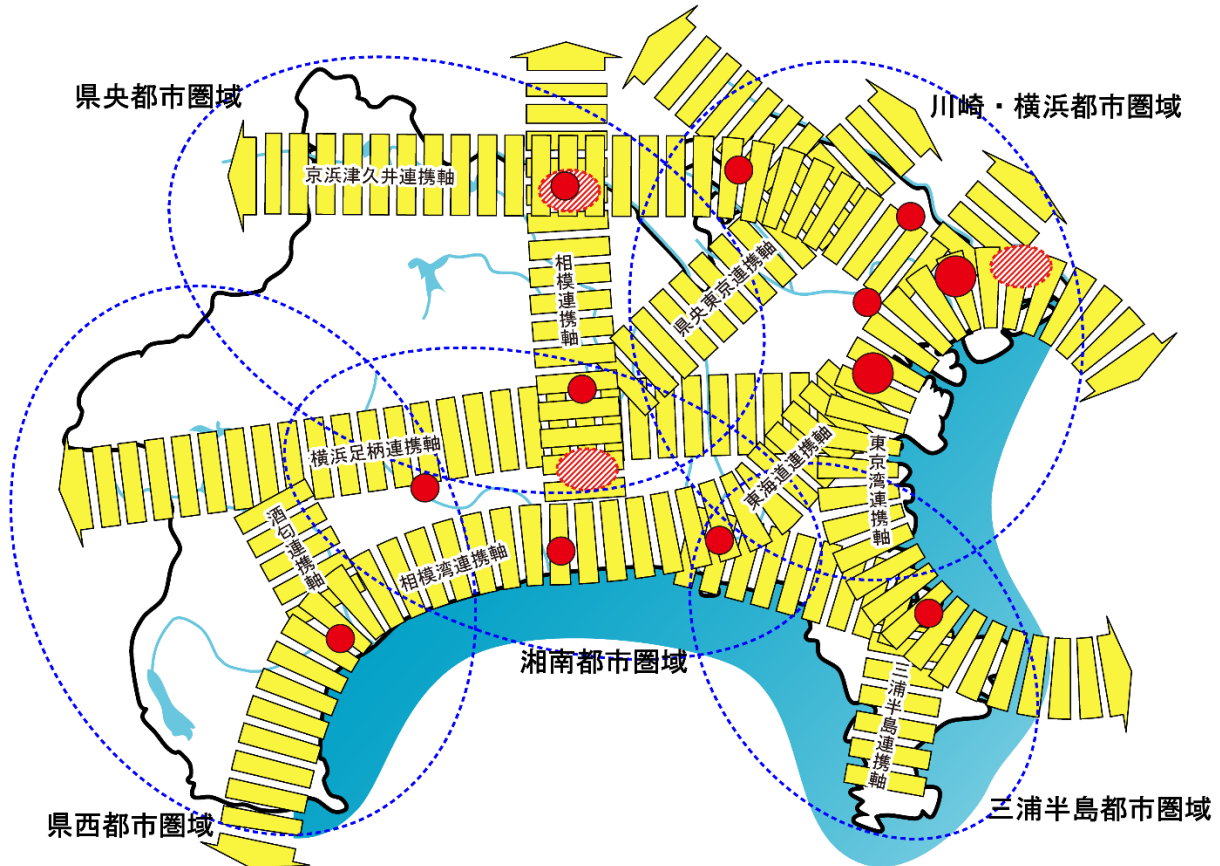 県央都市圏域
川崎・横浜都市圏域
京浜津久井連携軸
相模連携軸
県央東京連携軸
横浜足柄連携軸
東海道連携軸
東京湾連携軸
酒匂連携軸
相模湾連携軸
湘南都市圏域
三浦半島連携軸
県西都市圏域
三浦半島都市圏域